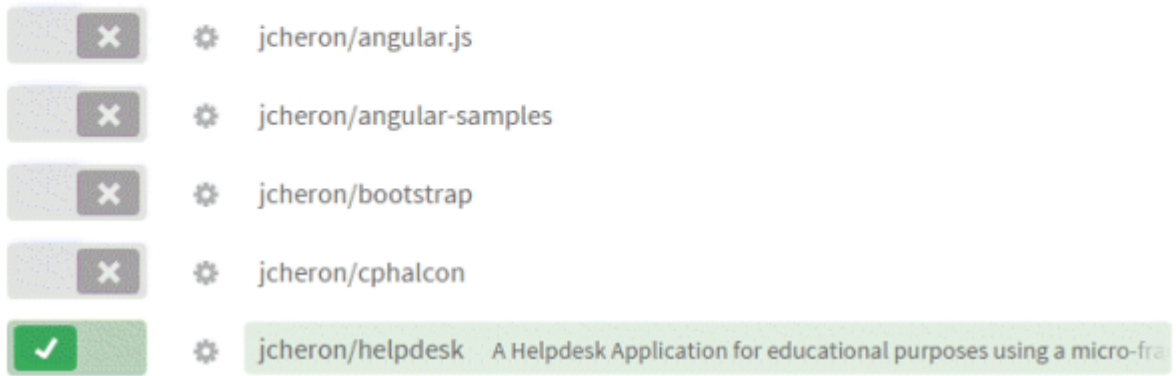 jcheron/angular.js
jcheron/angular-samples
jcheron/bootstrap
jcheron/cphalcon
jcheron/helpdesk A Helpdesk Application for educational purposes using a micro-fra